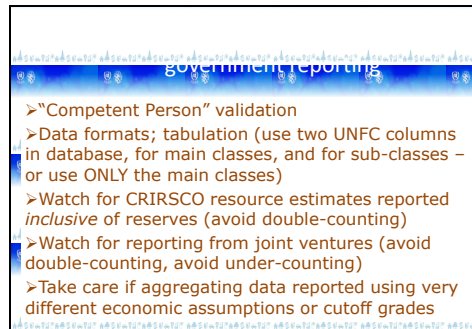 government reporting
➢"Competent Person" validation
➢Data formats; tabulation (use two UNFC columns
in database, for main classes, and for sub-classes –
or use ONLY the main classes)
➢Watch for CRIRSCO resource estimates reported
inclusive of reserves (avoid double-counting)
➢Watch for reporting from joint ventures (avoid
double-counting, avoid under-counting)
➢Take care if aggregating data reported using very
different economic assumptions or cutoff grades